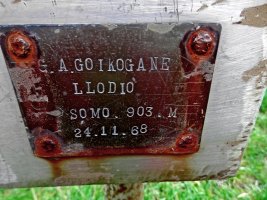 G.A.GOIKOGANE
LLODIO
SOMO. 903. M
24.11.68